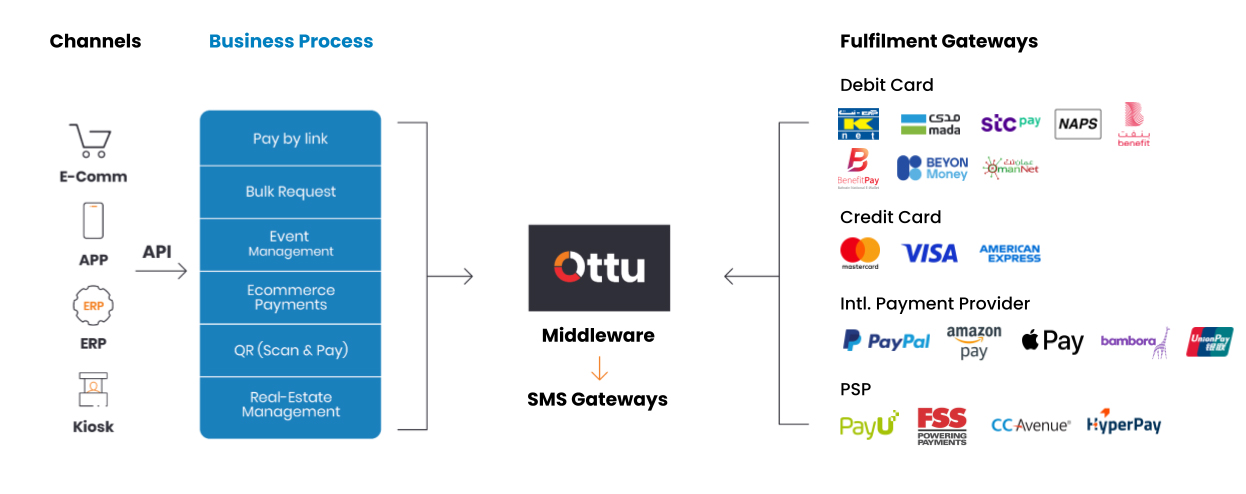 Channels
Business Process
Fulfilment Gateways
E-Comm
APP
ERP
ERP
Kiosk
API
Pay by link
Bulk Request
Event
Management
Ecommerce
Payments
QR (Scan & Pay)
Real-Estate
Management
Ottu
Middleware
SMS Gateways
Debit Card
كي-نت
K
net
مدى
mada
stc pay
NAPS
بنفت
benefit
B
BenefitPay
BEYON
Money
OmanNet
Credit Card
mastercard
VISA
AMERICAN
EXPRESS
Intl. Payment Provider
PayPal
amazon
pay
Pay
bambora
UnionPay
银联
PSP
PayU
FSS
POWERING
PAYMENTS
CCAvenue®
HyperPay